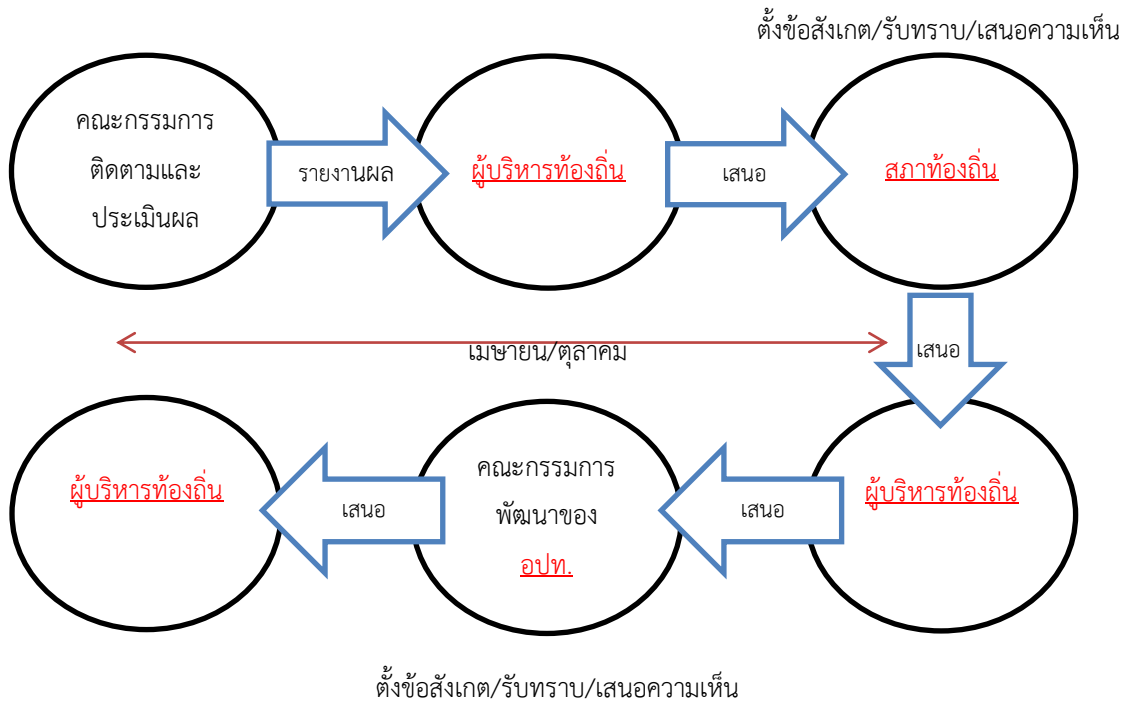 ตั้งข้อสังเกต/รับทราบ/เสนอความเห็น
คณะกรรมการ
ติดตามและ
ประเมินผล
รายงานผล
ผู้บริหารท้องถิ่น
เสนอ
สภาท้องถิ่น
เมษายน/ตุลาคม
เสนอ
ผู้บริหารท้องถิ่น
เสนอ
คณะกรรมการ
พัฒนาของ
อปท.
เสนอ
ผู้บริหารท้องถิ่น
ตั้งข้อสังเกต/รับทราบ/เสนอความเห็น